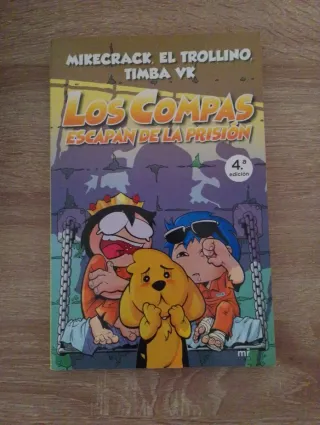 MIKECRACK, EL TROLLINO,
TIMBA VK
LOS COMPAS
ESCAPAN DE LA PRISIÓN
4.ª
edición
mr